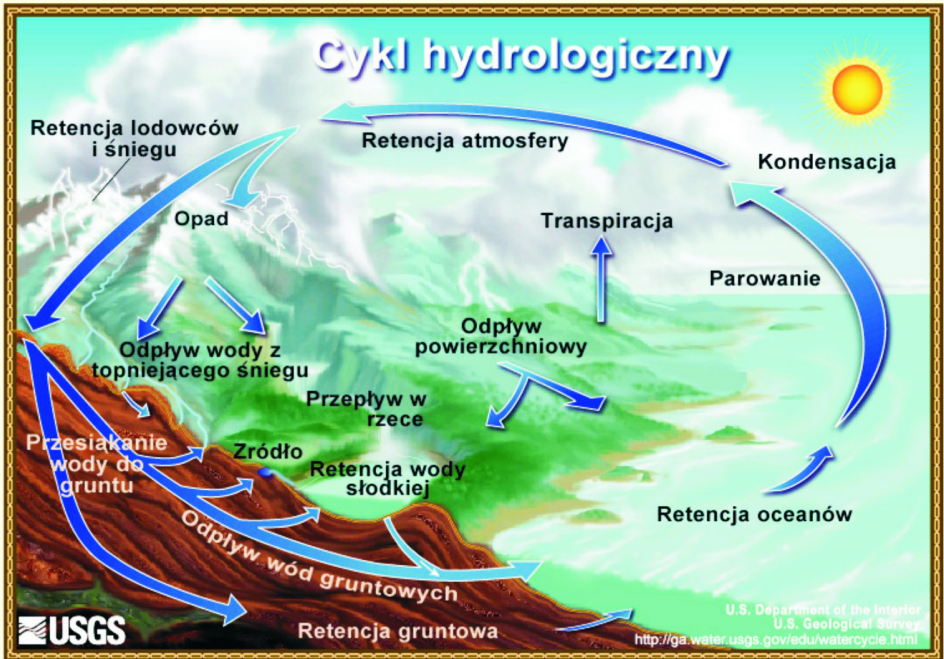 Cykl hydrologiczny
Retencja lodowców
i śniegu
Retencja atmosfery
Kondensacja
Opad
Transpiracja
Parowanie
Odpływ wody z
topniejącego śniegu
Odpływ
powierzchniowy
Przepływ w
rzece
Przesiakanie
wody do
gruntu
Zródło
Retencja wody
słodkiej
Retencja oceanów
Odpływ wód gruntowych
Retencja gruntowa
USGS
U.S. Department of the Interior
U.S. Geological Survey
http://ga.water.usgs.gov/edu/watercycle.html